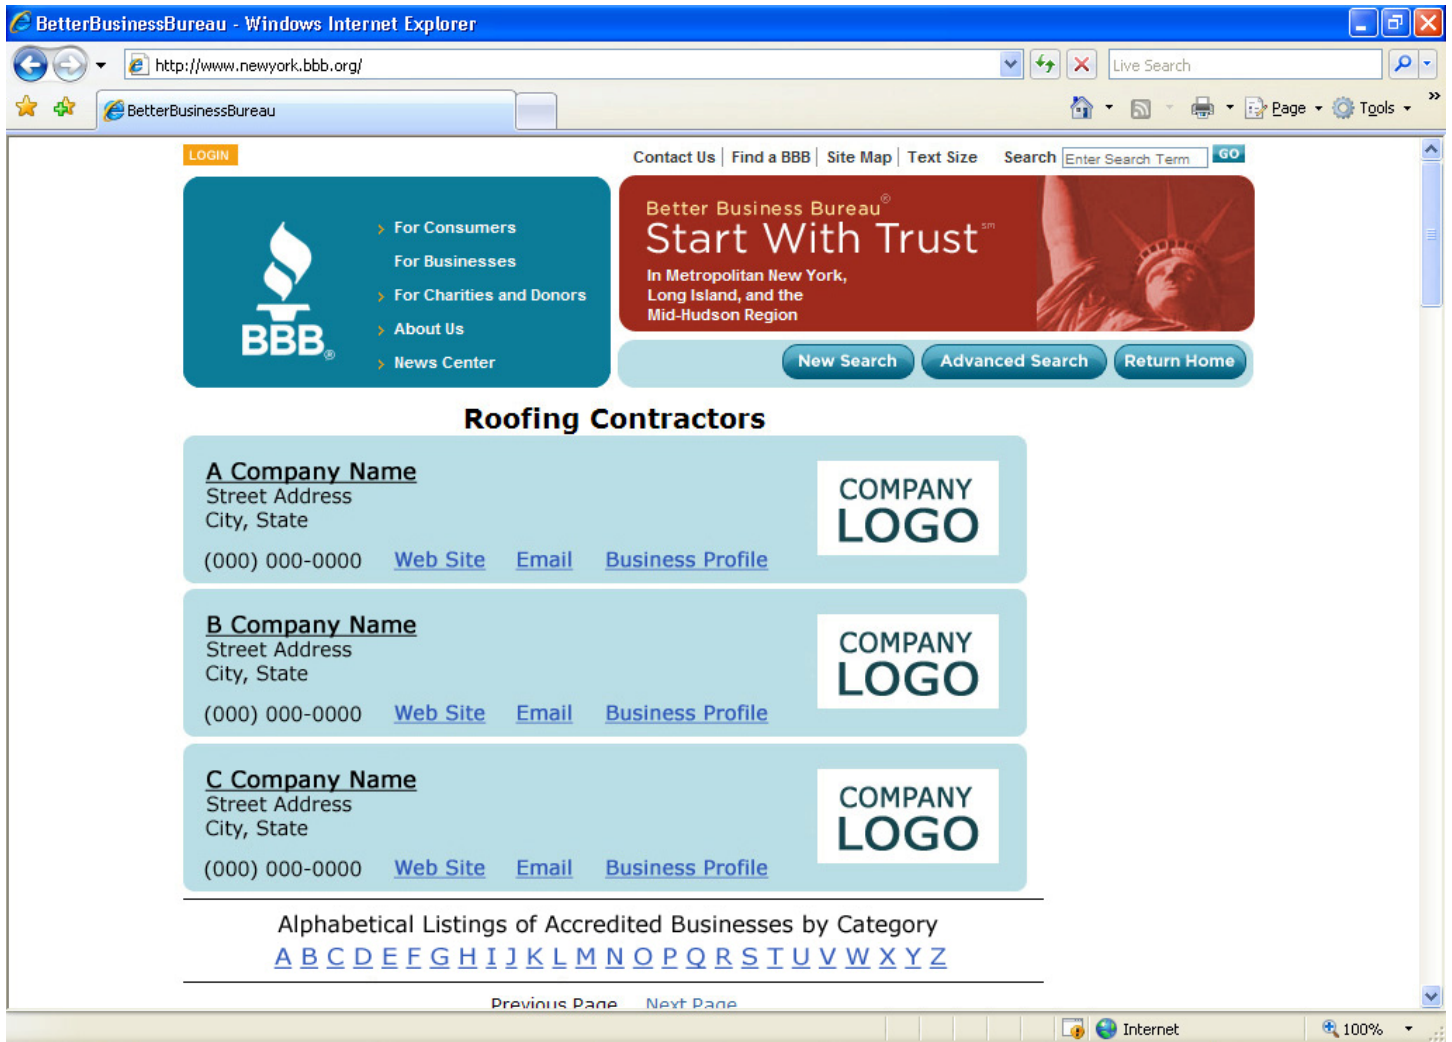 BetterBusinessBureau - Windows Internet Explorer
http://www.newyork.bbb.org/
Live Search
BetterBusinessBureau
Page
Tools
»
LOGIN
Contact Us | Find a BBB | Site Map | Text Size
Search Enter Search Term GO
BBB®
For Consumers
For Businesses
For Charities and Donors
About Us
News Center
Better Business Bureau®
Start With Trust℠
In Metropolitan New York,
Long Island, and the
Mid-Hudson Region
New Search
Advanced Search
Return Home
Roofing Contractors
A Company Name
Street Address
City, State
(000) 000-0000 Web Site Email Business Profile
COMPANY
LOGO
B Company Name
Street Address
City, State
(000) 000-0000 Web Site Email Business Profile
COMPANY
LOGO
C Company Name
Street Address
City, State
(000) 000-0000 Web Site Email Business Profile
COMPANY
LOGO
Alphabetical Listings of Accredited Businesses by Category
A B C D E F G H I J K L M N O P Q R S T U V W X Y Z
Previous Page Next Page
Internet
100%